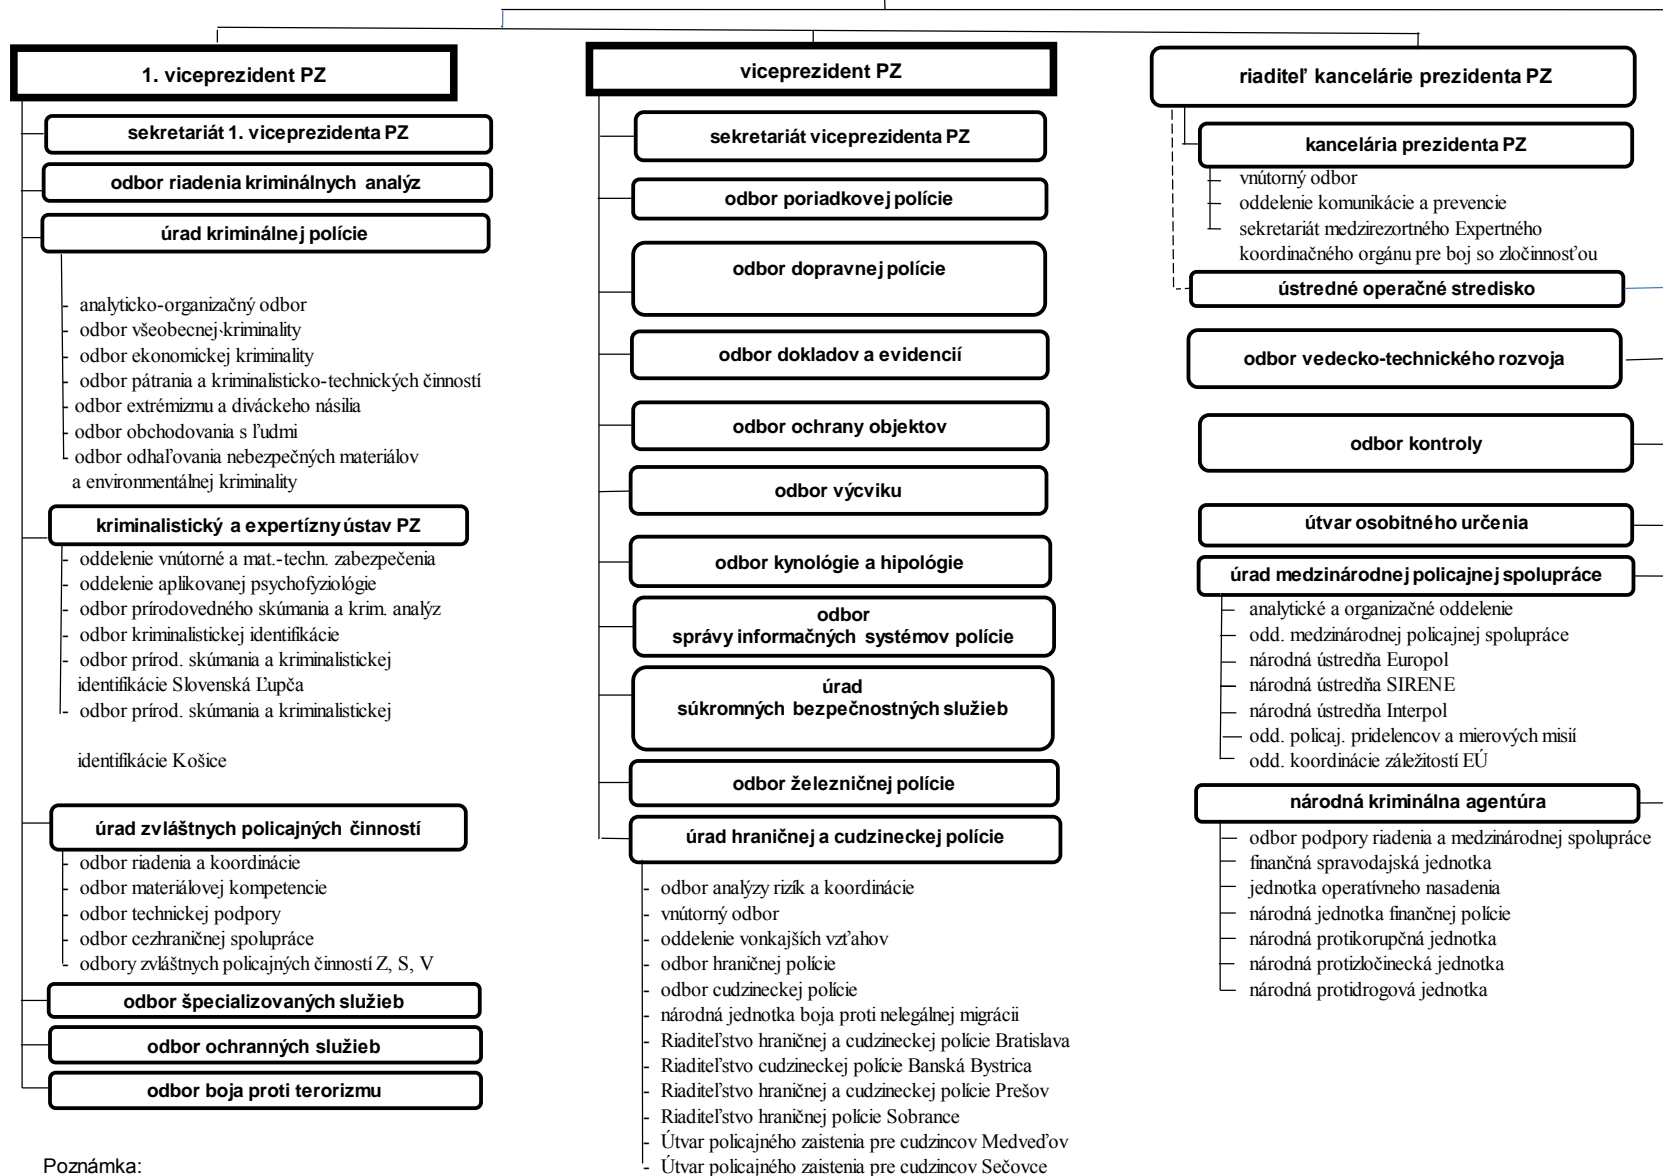 1. viceprezident PZ
sekretariát 1. viceprezidenta PZ
odbor riadenia kriminálnych analýz
úrad kriminálnej polície
- analyticko-organizačný odbor
- odbor všeobecnej kriminality
- odbor ekonomickej kriminality
- odbor pátrania a kriminalisticko-technických činností
- odbor extrémizmu a diváckeho násilia
- odbor obchodovania s ľudmi
- odbor odhaľovania nebezpečných materiálov
a environmentálnej kriminality
kriminalistický a expertízny ústav PZ
- oddelenie vnútorné a mat.-techn. zabezpečenia
- oddelenie aplikovanej psychofyziológie
- odbor prírodovedného skúmania a krim. analýz
- odbor kriminalistickej identifikácie
- odbor prírod. skúmania a kriminalistickej
identifikácie Slovenská Ľupča
- odbor prírod. skúmania a kriminalistickej
identifikácie Košice
úrad zvláštnych policajných činností
- odbor riadenia a koordinácie
- odbor materiálovej kompetencie
- odbor technickej podpory
- odbor cezhraničnej spolupráce
- odbory zvláštnych policajných činností Z, S, V
odbor špecializovaných služieb
odbor ochranných služieb
odbor boja proti terorizmu
Poznámka:
viceprezident PZ
sekretariát viceprezidenta PZ
odbor poriadkovej polície
odbor dopravnej polície
odbor dokladov a evidencií
odbor ochrany objektov
odbor výcviku
odbor kynológie a hipológie
odbor
správy informačných systémov polície
úrad
súkromných bezpečnostných služieb
odbor železničnej polície
úrad hraničnej a cudzineckej polície
- odbor analýzy rizík a koordinácie
- vnútorný odbor
- oddelenie vonkajších vzťahov
- odbor hraničnej polície
- odbor cudzineckej polície
- národná jednotka boja proti nelegálnej migrácii
- Riaditeľstvo hraničnej a cudzineckej polície Bratislava
- Riaditeľstvo cudzineckej polície Banská Bystrica
- Riaditeľstvo hraničnej a cudzineckej polície Prešov
- Riaditeľstvo hraničnej polície Sobrance
- Útvar policajného zaistenia pre cudzincov Medveďov
- Útvar policajného zaistenia pre cudzincov Sečovce
riaditeľ kancelárie prezidenta PZ
kancelária prezidenta PZ
vnútorný odbor
oddelenie komunikácie a prevencie
sekretariát medzirezortného Expertného
koordinačného orgánu pre boj so zločinnosťou
ústredné operačné stredisko
odbor vedecko-technického rozvoja
odbor kontroly
útvar osobitného určenia
úrad medzinárodnej policajnej spolupráce
analytické a organizačné oddelenie
odd. medzinárodnej policajnej spolupráce
národná ústredňa Europol
národná ústredňa SIRENE
národná ústredňa Interpol
odd. policaj. pridelencov a mierových misií
odd. koordinácie záležitostí EÚ
národná kriminálna agentúra
odbor podpory riadenia a medzinárodnej spolupráce
finančná spravodajská jednotka
jednotka operatívneho nasadenia
národná jednotka finančnej polície
národná protikorupčná jednotka
národná protizločinecká jednotka
národná protidrogová jednotka